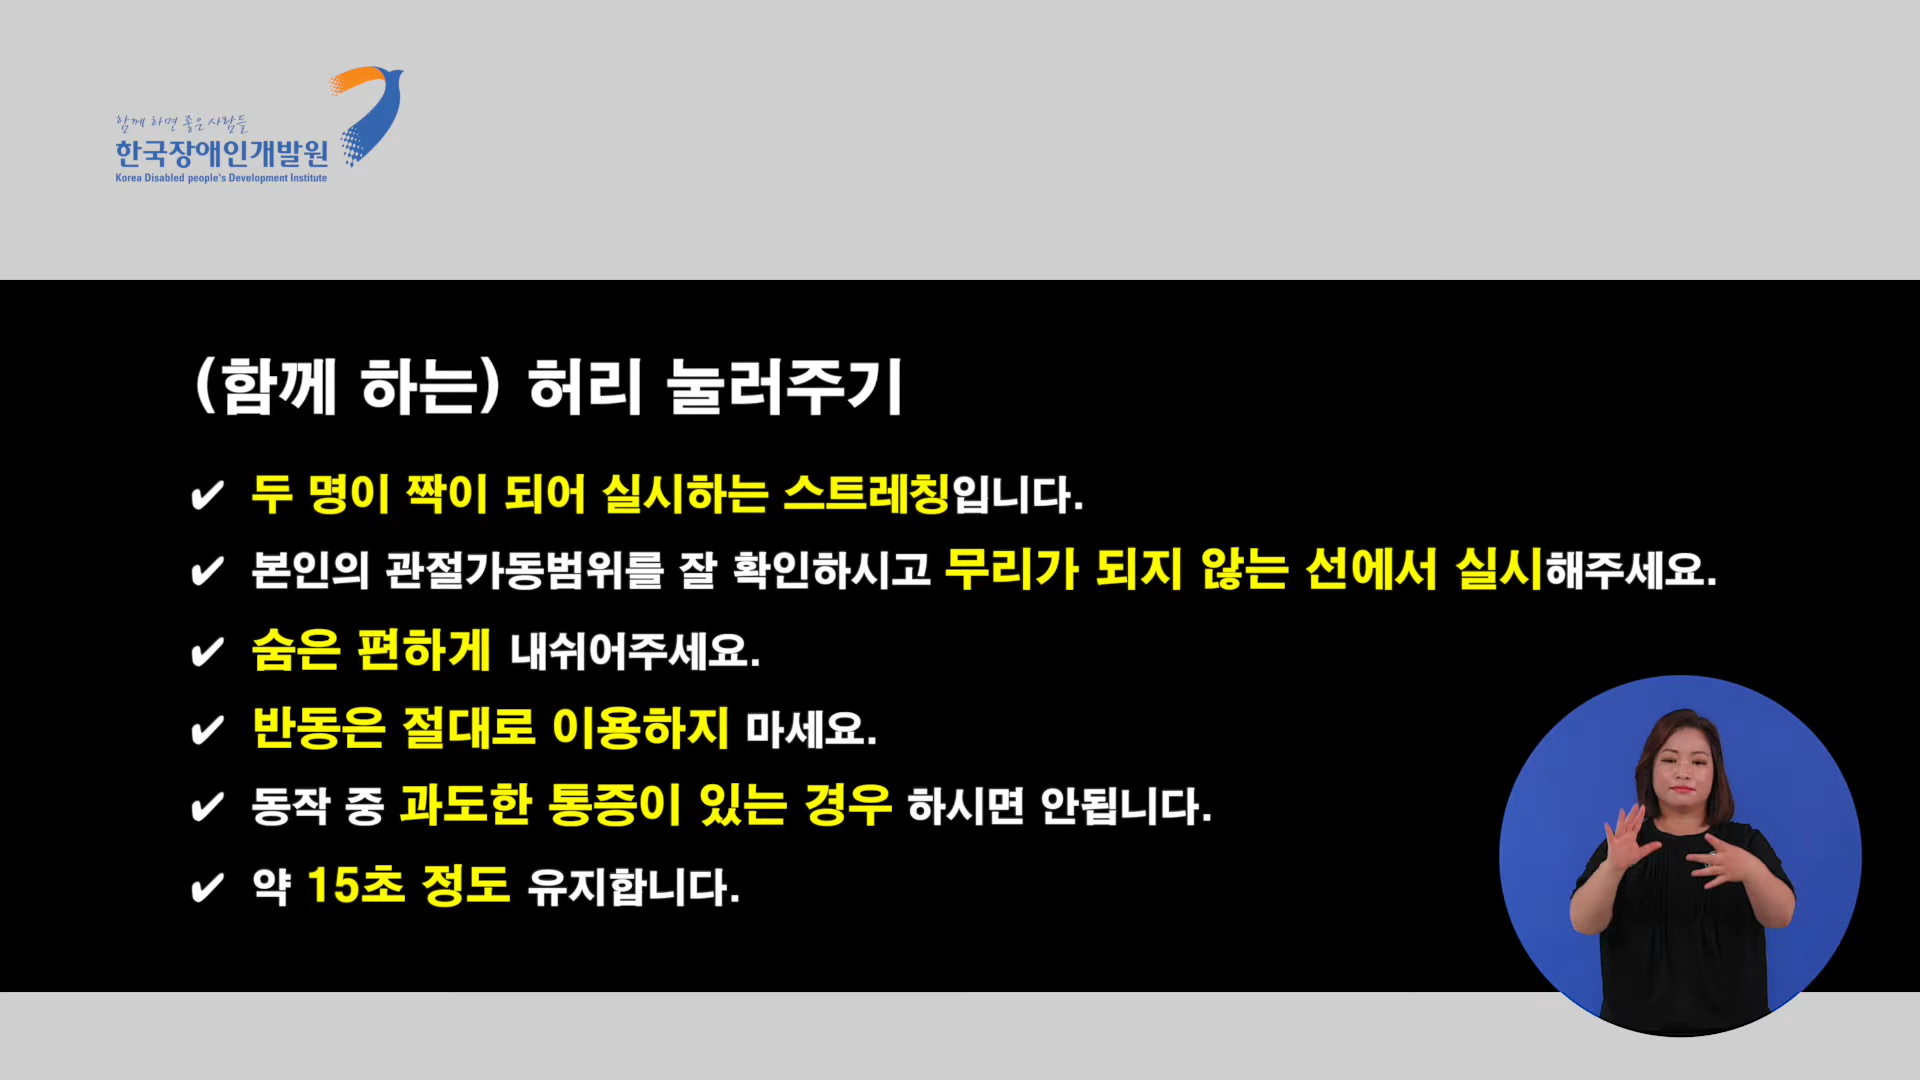 함께 하면 좋은 사람들
한국장애인개발원
Korea Disabled people's Development Institute
(함께 하는) 허리 눌러주기
✔ 두 명이 짝이 되어 실시하는 스트레칭입니다.
✔ 본인의 관절가동범위를 잘 확인하시고 무리가 되지 않는 선에서 실시해주세요.
✔ 숨은 편하게 내쉬어주세요.
✔ 반동은 절대로 이용하지 마세요.
✔ 동작 중 과도한 통증이 있는 경우 하시면 안됩니다.
✔ 약 15초 정도 유지합니다.